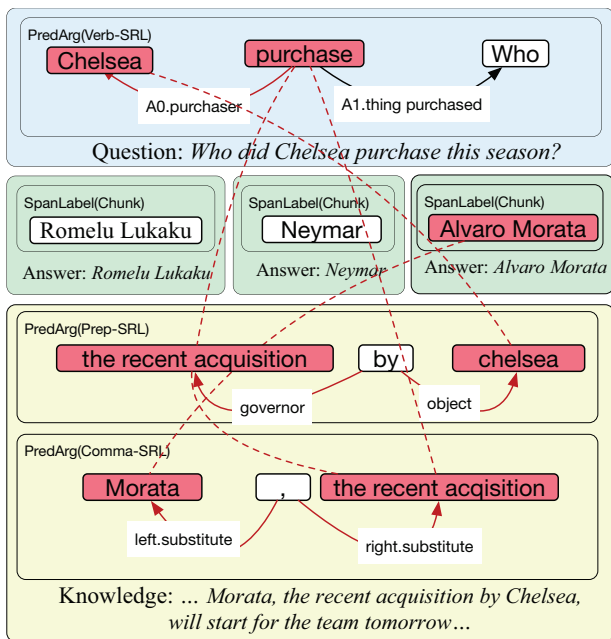 PredArg(Verb-SRL)
Chelsea purchase Who
A0.purchaser A1.thing purchased
Question: Who did Chelsea purchase this season?
SpanLabel(Chunk) SpanLabel(Chunk) SpanLabel(Chunk)
Romelu Lukaku Neymar Alvaro Morata
Answer: Romelu Lukaku Answer: Neymar Answer: Alvaro Morata
PredArg(Prep-SRL)
the recent acquisition by chelsea
governor object
PredArg(Comma-SRL)
Morata , the recent acqisition
left.substitute right.substitute
Knowledge: ... Morata, the recent acquisition by Chelsea,
will start for the team tomorrow...